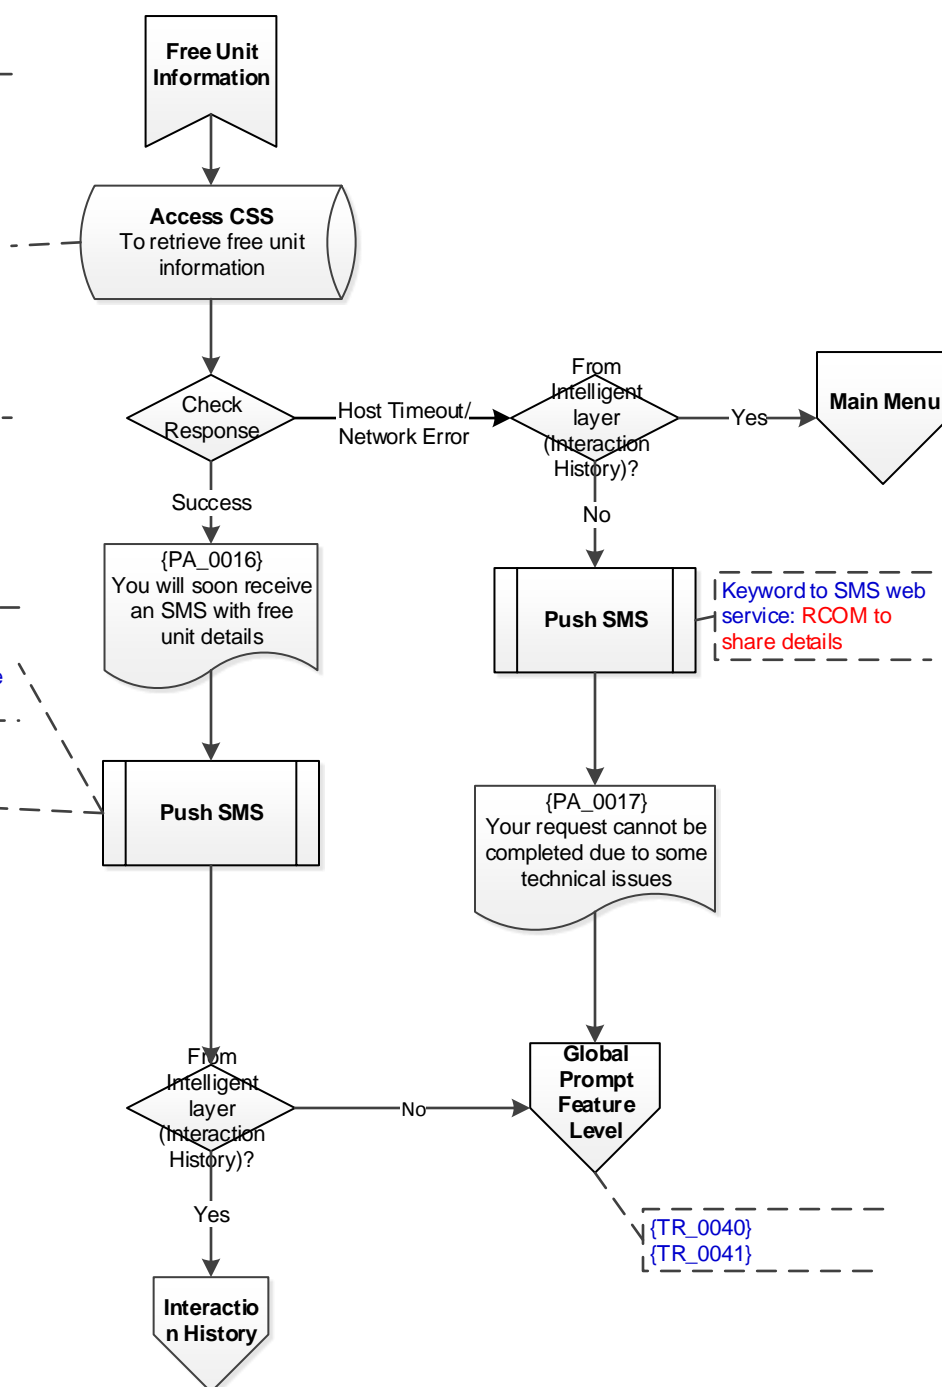 Free Unit
Information
Access CSS
To retrieve free unit
information
Check
Response
Host Timeout/
Network Error
From
Intelligent
layer
(Interaction
History)?
Yes
Main Menu
Success
No
{PA_0016}
You will soon receive
an SMS with free
unit details
Push SMS
Keyword to SMS web
service: RCOM to
share details
e
Push SMS
{PA_0017}
Your request cannot be
completed due to some
technical issues
From
Intelligent
layer
(Interaction
History)?
No
Global
Prompt
Feature
Level
Yes
{TR_0040}
{TR_0041}
Interactio
n History